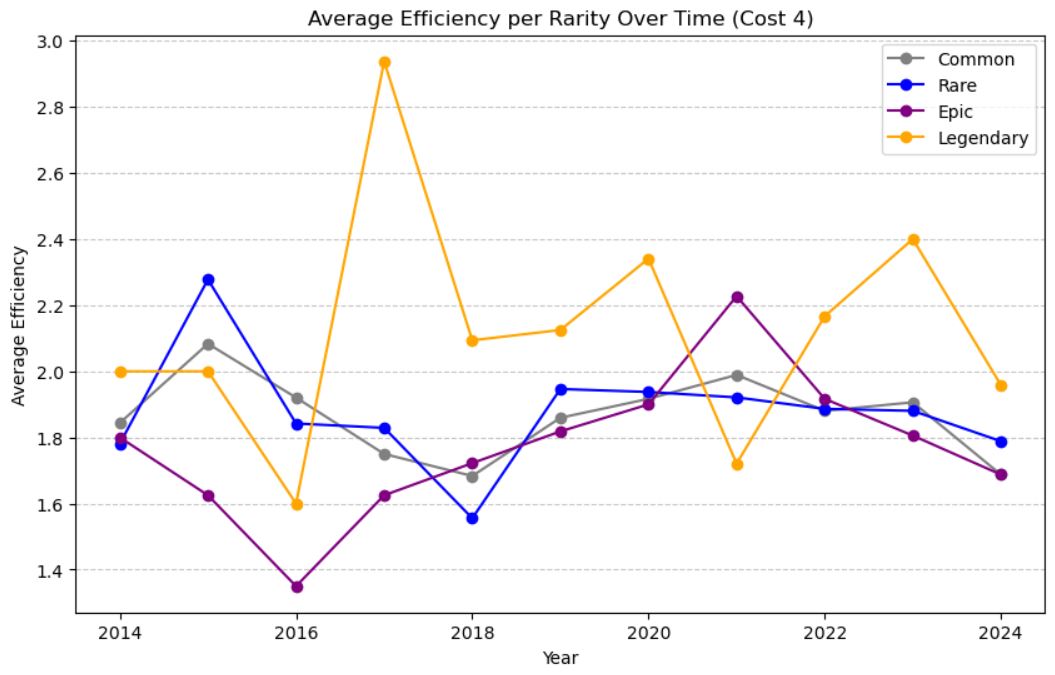 Average Efficiency per Rarity Over Time (Cost 4)
Common
Rare
Epic
Legendary
Average Efficiency
3.0
2.8
2.6
2.4
2.2
2.0
1.8
1.6
1.4
2014 2016 2018 2020 2022 2024
Year